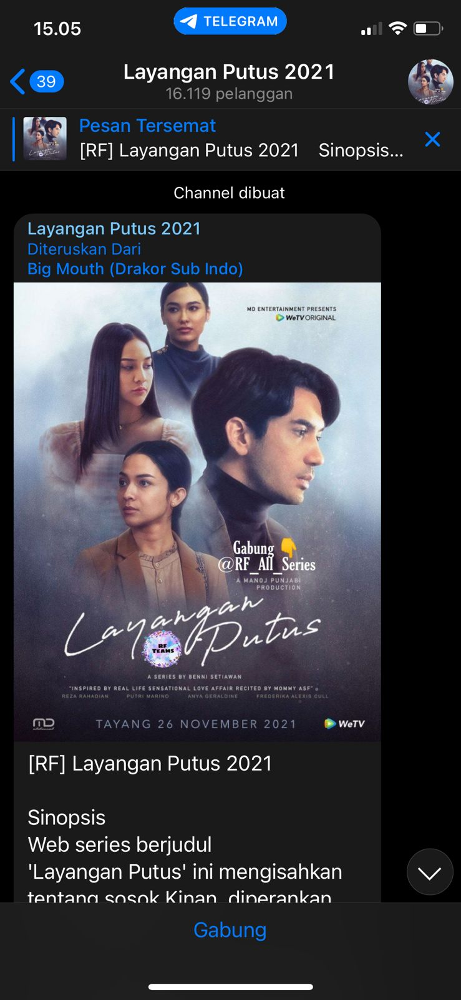 15.05
TELEGRAM
39
Layangan Putus 2021
16.119 pelanggan
Pesan Tersemat
[RF] Layangan Putus 2021 Sinopsis...
Channel dibuat
Layangan Putus 2021
Diteruskan Dari
Big Mouth (Drakor Sub Indo)
MD ENTERTAINMENT PRESENTS
WeTV ORIGINAL
Gabung 👇
@RF_All_Series
A MANOJ PUNJABI
PRODUCTION
Layangan
Putus
RF
TEAMS
A SERIES BY BENNI SETIAWAN
"INSPIRED BY REAL LIFE SENSATIONAL LOVE AFFAIR RECITED BY MOMMY ASF"
REZA RAHADIAN PUTRI MARINO ANYA GERALDINE FREDERIKA ALEXIS CULL
MD
TAYANG 26 NOVEMBER 2021
WeTV
[RF] Layangan Putus 2021
Sinopsis
Web series berjudul
'Layangan Putus' ini mengisahkan
tentang sosok Kinan, diperankan
Gabung